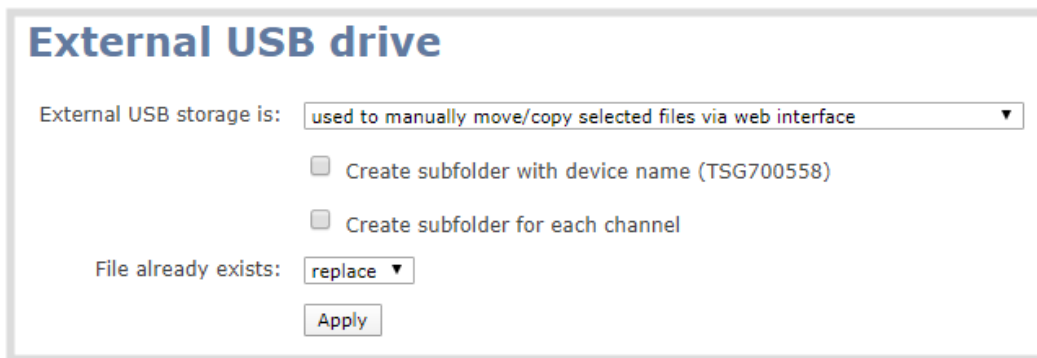 External USB drive
External USB storage is: used to manually move/copy selected files via web interface
Create subfolder with device name (TSG700558)
Create subfolder for each channel
File already exists: replace
Apply